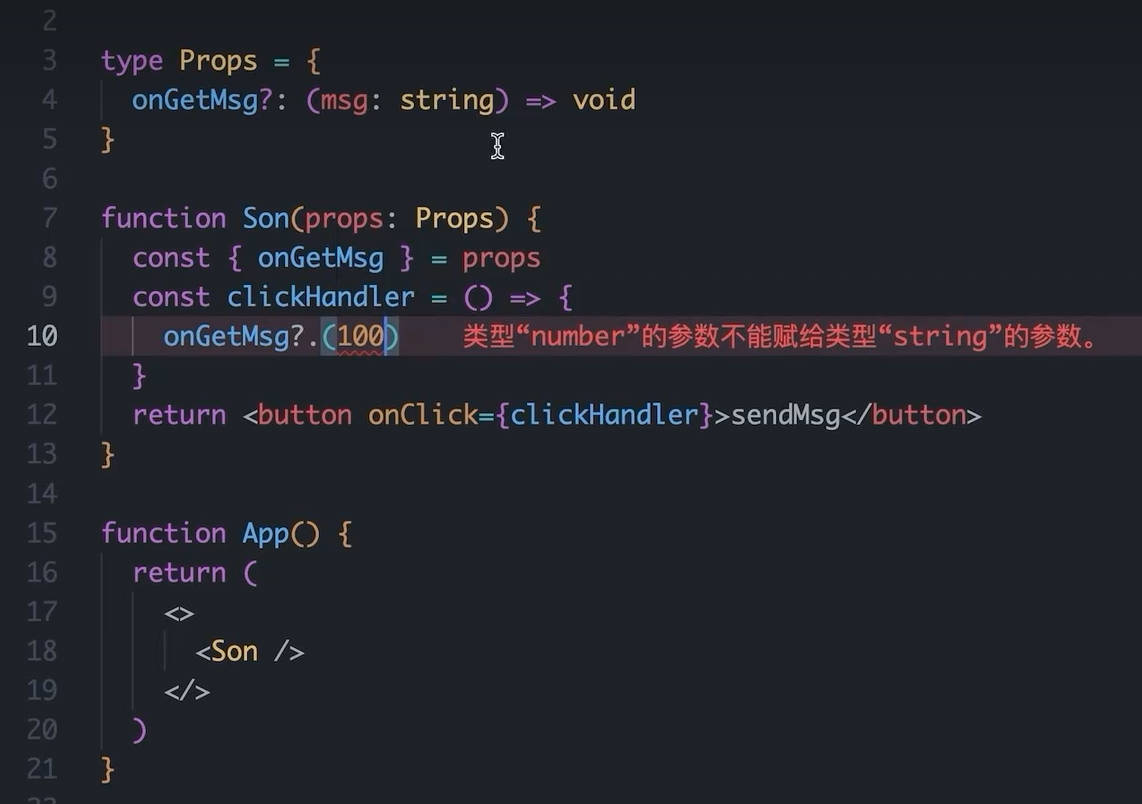 2
3 type Props = {
4 onGetMsg?: (msg: string) => void
5 }
6
7 function Son(props: Props) {
8 const { onGetMsg } = props
9 const clickHandler = () => {
10 onGetMsg?.(100) 类型“number”的参数不能赋给类型“string”的参数。
11 }
12 return <button onClick={clickHandler}>sendMsg</button>
13 }
14
15 function App() {
16 return (
17 <>
18 <Son />
19 </>
20 )
21 }